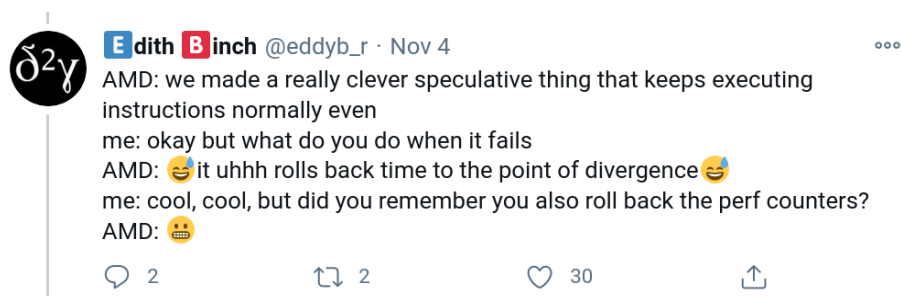 δ²γ
🇪dith 🅱inch @eddyb_r · Nov 4
AMD: we made a really clever speculative thing that keeps executing
instructions normally even
me: okay but what do you do when it fails
AMD: 😅it uhhh rolls back time to the point of divergence😅
me: cool, cool, but did you remember you also roll back the perf counters?
AMD: 😬
2 2 30